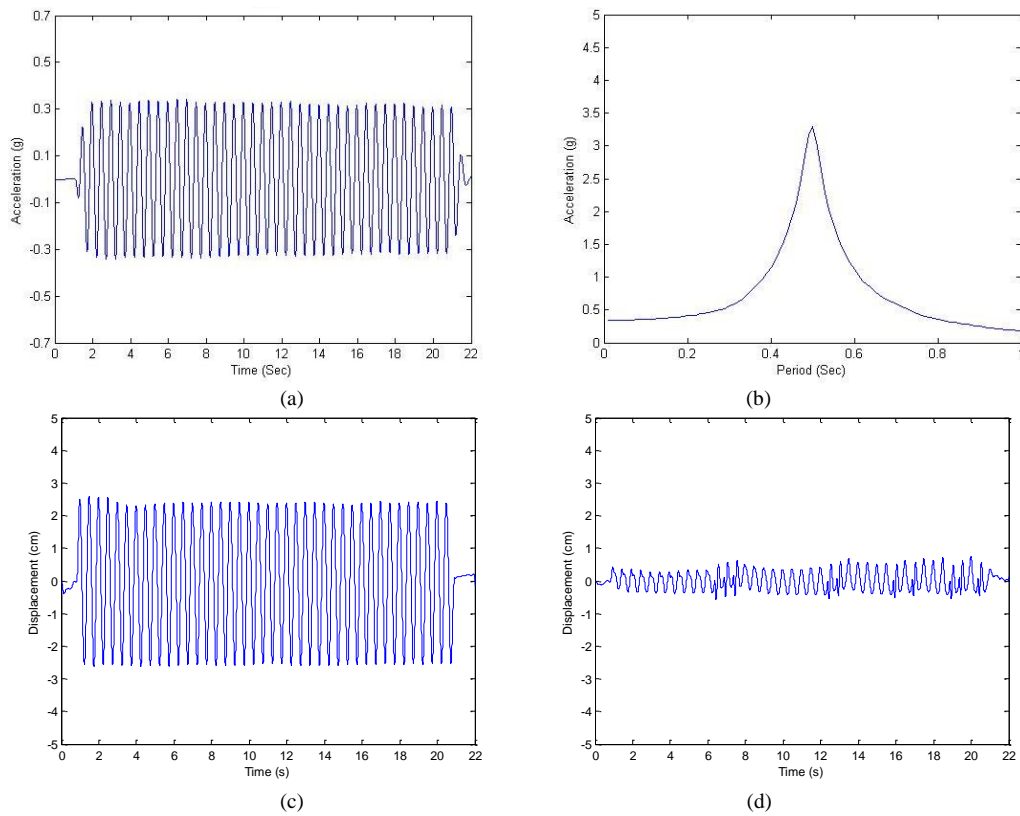 0.7
0.5
0.3
0.1
-0.1
-0.3
-0.5
-0.7
Acceleration (g)
0 2 4 6 8 10 12 14 16 18 20 22
Time (Sec)
(a)
5
4.5
4
3.5
3
2.5
2
1.5
1
0.5
0
Acceleration (g)
0 0.2 0.4 0.6 0.8 1
Period (Sec)
(b)
5
4
3
2
1
0
-1
-2
-3
-4
-5
Displacement (cm)
0 2 4 6 8 10 12 14 16 18 20 22
Time (s)
(c)
5
4
3
2
1
0
-1
-2
-3
-4
-5
Displacement (cm)
0 2 4 6 8 10 12 14 16 18 20 22
Time (s)
(d)